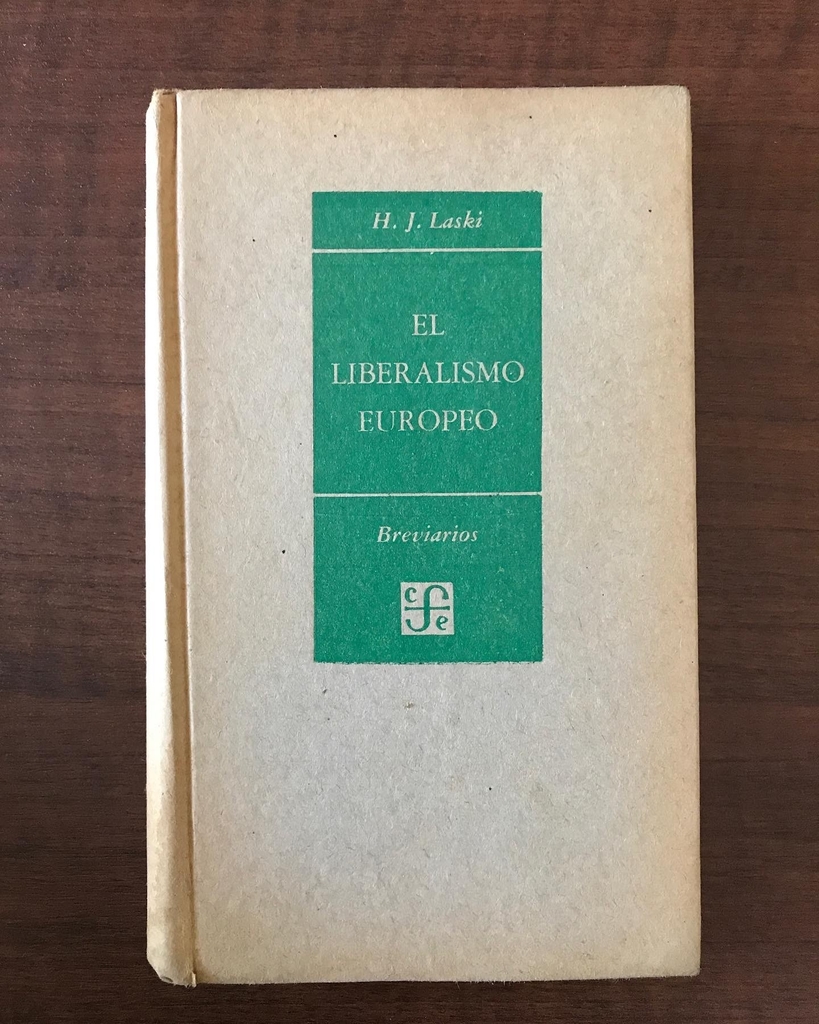 H. J. Laski
EL
LIBERALISMO
EUROPEO
Breviarios
cfe